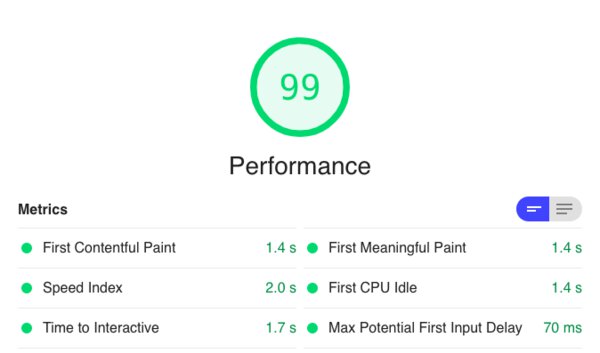 99
Performance
Metrics
First Contentful Paint 1.4 s
First Meaningful Paint 1.4 s
Speed Index 2.0 s
First CPU Idle 1.4 s
Time to Interactive 1.7 s
Max Potential First Input Delay 70 ms